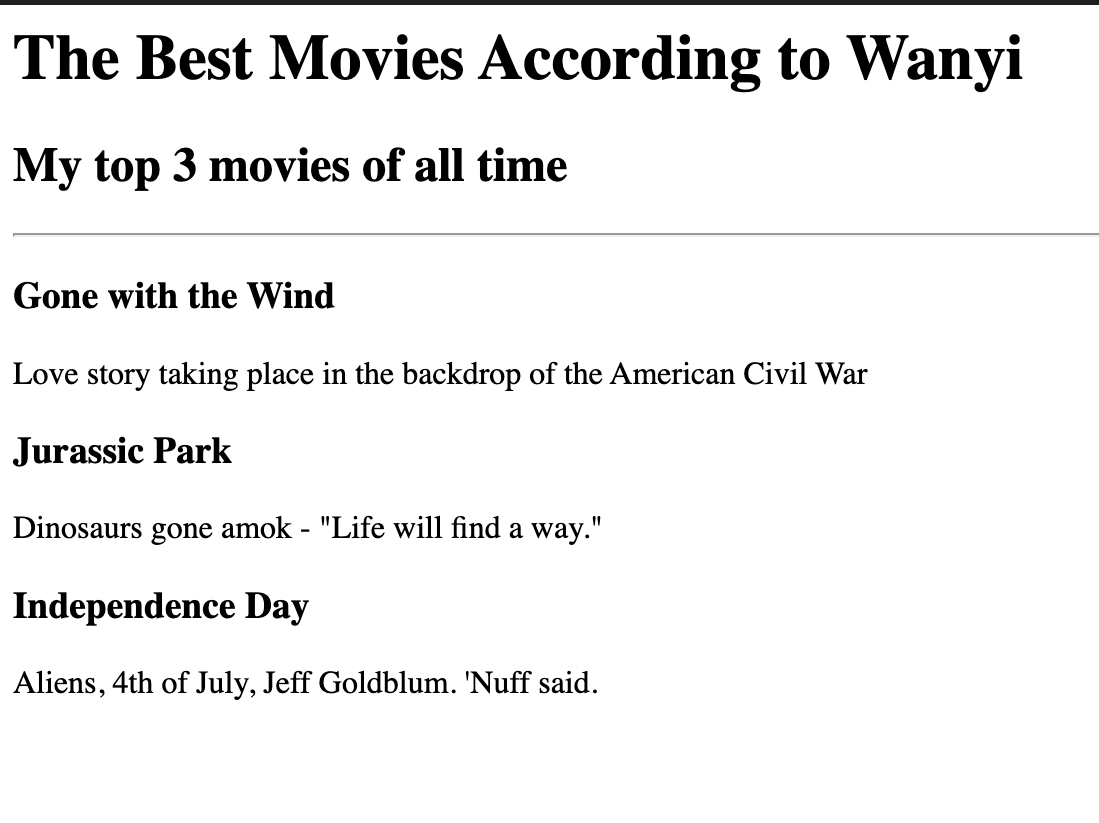 The Best Movies According to Wanyi
My top 3 movies of all time
Gone with the Wind
Love story taking place in the backdrop of the American Civil War
Jurassic Park
Dinosaurs gone amok - "Life will find a way."
Independence Day
Aliens, 4th of July, Jeff Goldblum. 'Nuff said.